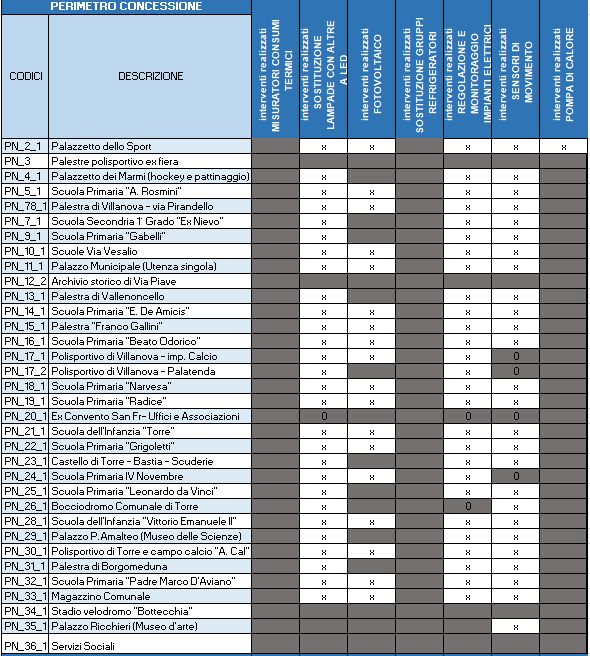 PERIMETRO CONCESSIONE
CODICI DESCRIZIONE
interventi realizzati
MISURATORI CONSUMI
TERMICI
interventi realizzati
SOSTITUZIONE
LAMPADE CON ALTRE
A LED
interventi realizzati
FOTOVOLTAICO
interventi realizzati
SOSTITUZIONE GRUPPI
REFRIGERATORI
interventi realizzati
REGOLAZIONE E
MONITORAGGIO
IMPIANTI ELETTRICI
interventi realizzati
SENSORI DI
MOVIMENTO
interventi realizzati
POMPA DI CALORE
PN_2_1 Palazzetto dello Sport x x x x x
PN_3 Palestre polisportivo ex fiera
PN_4_1 Palazzetto dei Marmi (hockey e pattinaggio) x x x
PN_5_1 Scuola Primaria "A. Rosmini" x x x x
PN_78_1 Palestra di Villanova - via Pirandello x x x x
PN_7_1 Scuola Secondria 1° Grado "Ex Nievo" x x x
PN_9_1 Scuola Primaria "Gabelli" x x x
PN_10_1 Scuole Via Vesalio x x x x
PN_11_1 Palazzo Municipale (Utenza singola) x x x x
PN_12_2 Archivio storico di Via Piave
PN_13_1 Palestra di Vallenoncello x x x
PN_14_1 Scuola Primaria "E. De Amicis" x x x x
PN_15_1 Palestra "Franco Gallini" x x x x
PN_16_1 Scuola Primaria "Beato Odorico" x x x x
PN_17_1 Polisportivo di Villanova - imp. Calcio x x x 0
PN_17_2 Polisportivo di Villanova - Palatenda x x 0
PN_18_1 Scuola Primaria "Narvesa" x x x x
PN_19_1 Scuola Primaria "Radice" x x x x
PN_20_1 Ex Convento San Fr- Uffici e Associazioni 0 0 0
PN_21_1 Scuola dell'Infanzia "Torre" x x x x
PN_22_1 Scuola Primaria "Grigoletti" x x x x
PN_23_1 Castello di Torre - Bastia - Scuderie x x x
PN_24_1 Scuola Primaria IV Novembre x x x 0
PN_25_1 Scuola Primaria "Leonardo da Vinci" x x x
PN_26_1 Bocciodromo Comunale di Torre x 0 x
PN_28_1 Scuola dell'Infanzia "Vittorio Emanuele II" x x x x
PN_29_1 Palazzo P. Amalteo (Museo delle Scienze) x x x
PN_30_1 Polisportivo di Torre e campo calcio "A. Cal" x x x x
PN_31_1 Palestra di Borgomeduna x x x
PN_32_1 Scuola Primaria "Padre Marco D'Aviano" x x x x
PN_33_1 Magazzino Comunale x x x x
PN_34_1 Stadio velodromo "Bottecchia"
PN_35_1 Palazzo Ricchieri (Museo d'arte) x
PN_36_1 Servizi Sociali